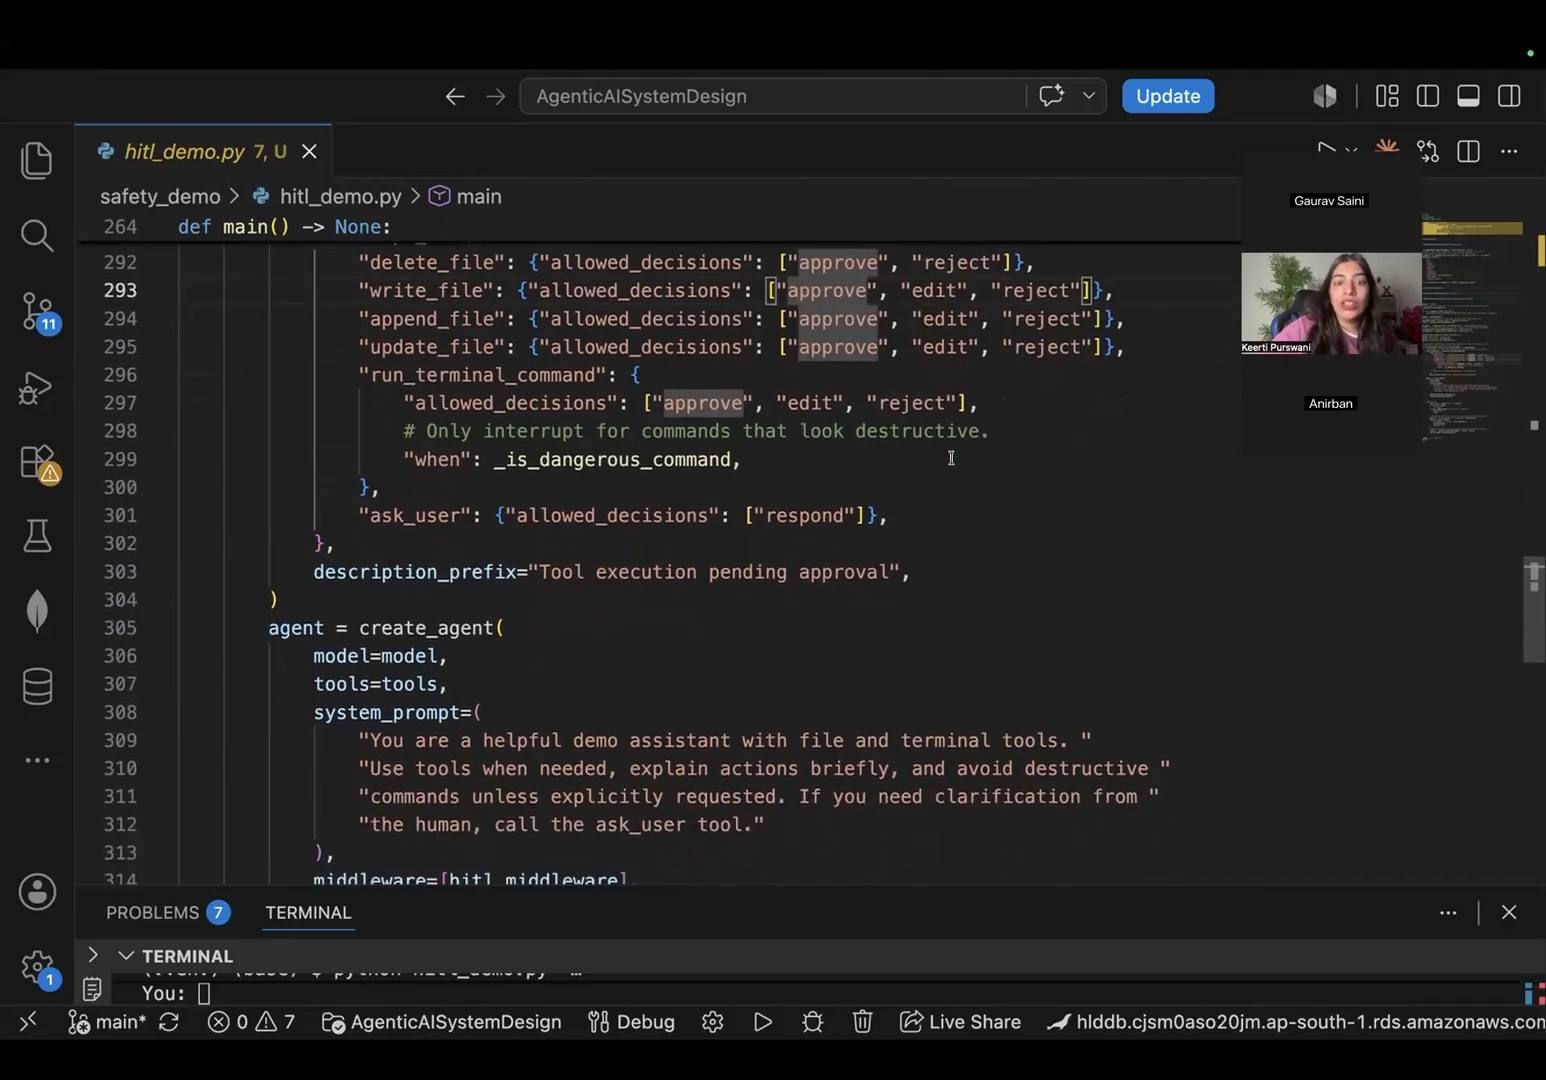 AgenticAISystemDesign
Update
hitl_demo.py 7, U
safety_demo > hitl_demo.py > main
Gaurav Saini
264 def main() -> None:
292 "delete_file": {"allowed_decisions": ["approve", "reject"]},
293 "write_file": {"allowed_decisions": ["approve", "edit", "reject"]},
294 "append_file": {"allowed_decisions": ["approve", "edit", "reject"]},
295 "update_file": {"allowed_decisions": ["approve", "edit", "reject"]},
Keerti Purswani
296 "run_terminal_command": {
297 "allowed_decisions": ["approve", "edit", "reject"],
Anirban
298 # Only interrupt for commands that look destructive.
299 "when": _is_dangerous_command,
300 },
301 "ask_user": {"allowed_decisions": ["respond"]},
302 },
303 description_prefix="Tool execution pending approval",
304 )
305 agent = create_agent(
306 model=model,
307 tools=tools,
308 system_prompt=(
309 "You are a helpful demo assistant with file and terminal tools. "
310 "Use tools when needed, explain actions briefly, and avoid destructive "
311 "commands unless explicitly requested. If you need clarification from "
312 "the human, call the ask_user tool."
313 ),
314 middleware=[hitl_middleware],
11
1
PROBLEMS 7 TERMINAL
TERMINAL
(base) $ python hitl_demo.py
You:
main* 0 7 AgenticAISystemDesign Debug Live Share hlddb.cjsm0aso20jm.ap-south-1.rds.amazonaws.com